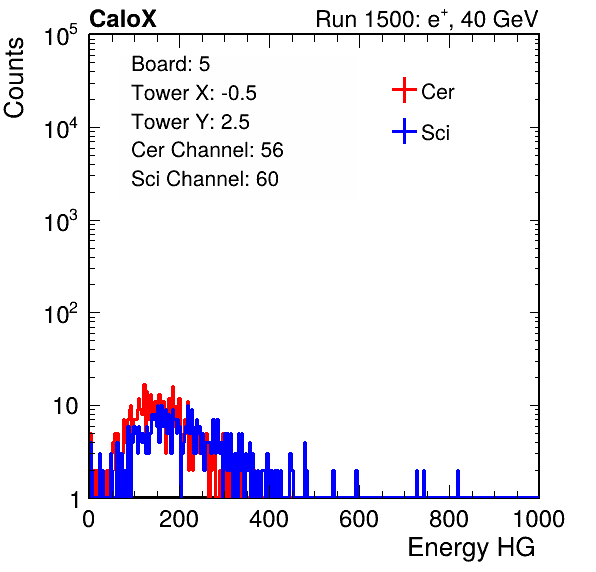 CaloX Run 1500: e⁺, 40 GeV
Counts
Board: 5
Tower X: -0.5
Tower Y: 2.5
Cer Channel: 56
Sci Channel: 60
Cer
Sci
10⁵
10⁴
10³
10²
10
1
0 200 400 600 800 1000
Energy HG